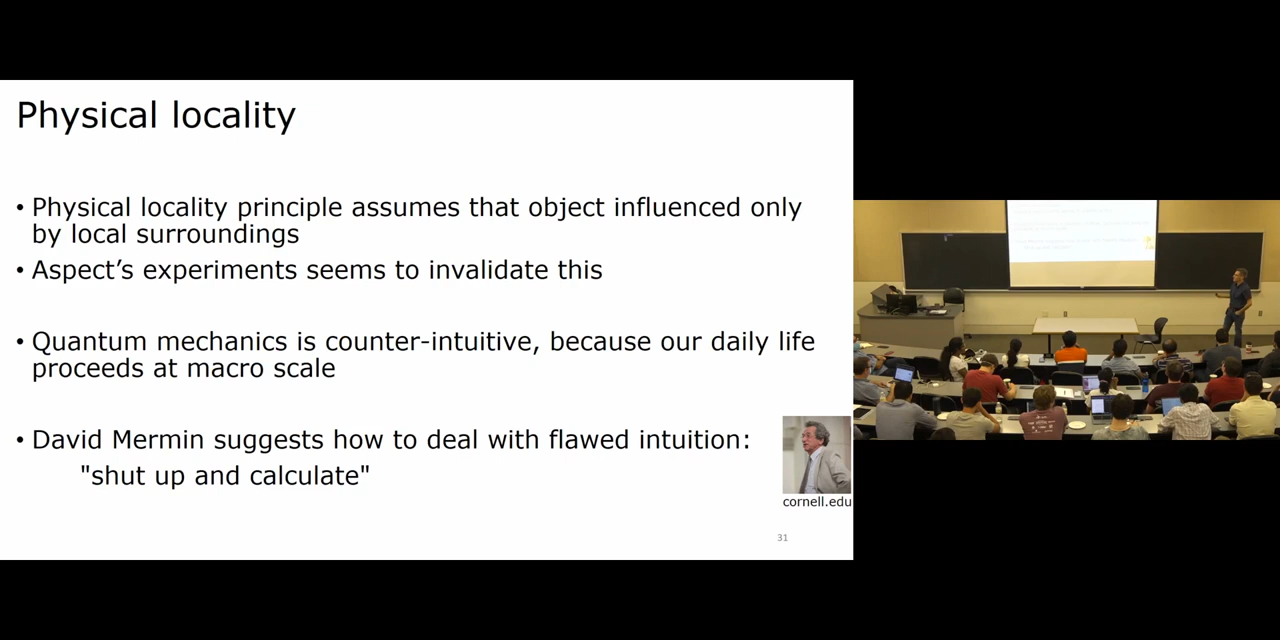 Physical locality
• Physical locality principle assumes that object influenced only
by local surroundings
• Aspect's experiments seems to invalidate this
• Quantum mechanics is counter-intuitive, because our daily life
proceeds at macro scale
• David Mermin suggests how to deal with flawed intuition:
"shut up and calculate"
cornell.edu
31